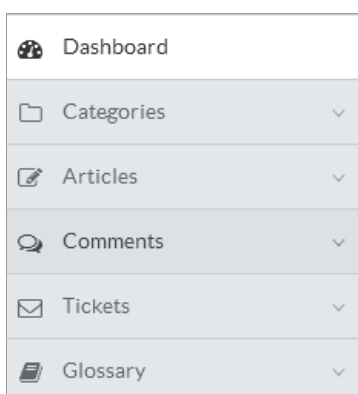 Dashboard
Categories
Articles
Comments
Tickets
Glossary